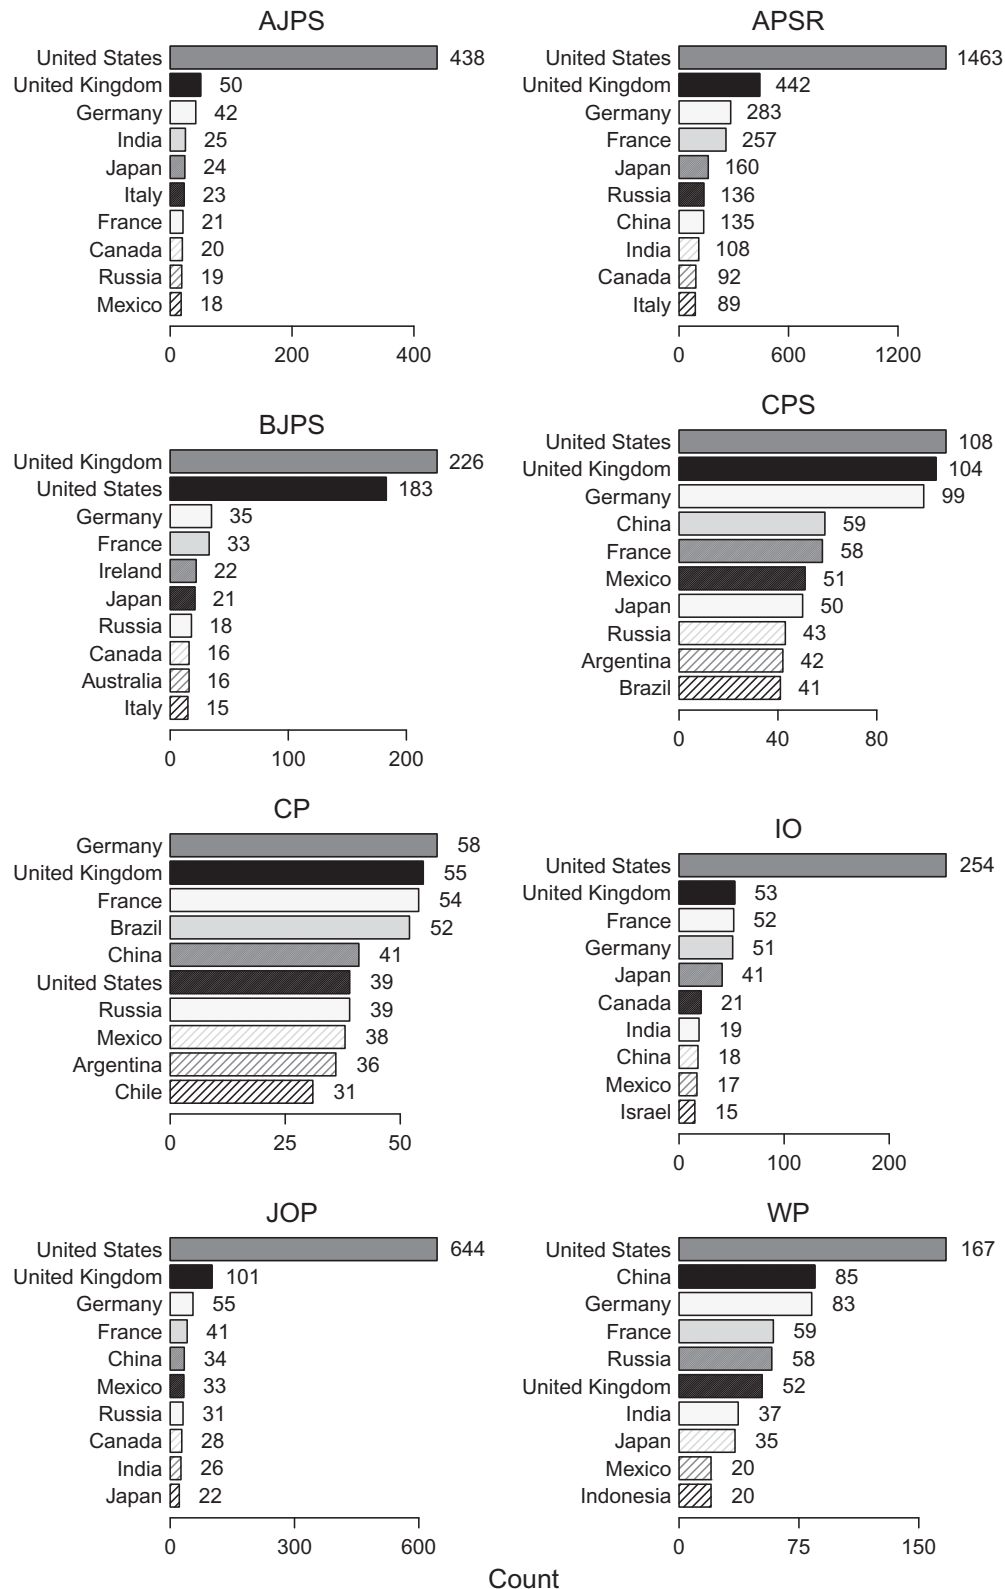 AJPS
United States 438
United Kingdom 50
Germany 42
India 25
Japan 24
Italy 23
France 21
Canada 20
Russia 19
Mexico 18
0 200 400
APSR
United States 1463
United Kingdom 442
Germany 283
France 257
Japan 160
Russia 136
China 135
India 108
Canada 92
Italy 89
0 600 1200
BJPS
United Kingdom 226
United States 183
Germany 35
France 33
Ireland 22
Japan 21
Russia 18
Canada 16
Australia 16
Italy 15
0 100 200
CPS
United States 108
United Kingdom 104
Germany 99
China 59
France 58
Mexico 51
Japan 50
Russia 43
Argentina 42
Brazil 41
0 40 80
CP
Germany 58
United Kingdom 55
France 54
Brazil 52
China 41
United States 39
Russia 39
Mexico 38
Argentina 36
Chile 31
0 25 50
IO
United States 254
United Kingdom 53
France 52
Germany 51
Japan 41
Canada 21
India 19
China 18
Mexico 17
Israel 15
0 100 200
JOP
United States 644
United Kingdom 101
Germany 55
France 41
China 34
Mexico 33
Russia 31
Canada 28
India 26
Japan 22
0 300 600
WP
United States 167
China 85
Germany 83
France 59
Russia 58
United Kingdom 52
India 37
Japan 35
Mexico 20
Indonesia 20
0 75 150
Count